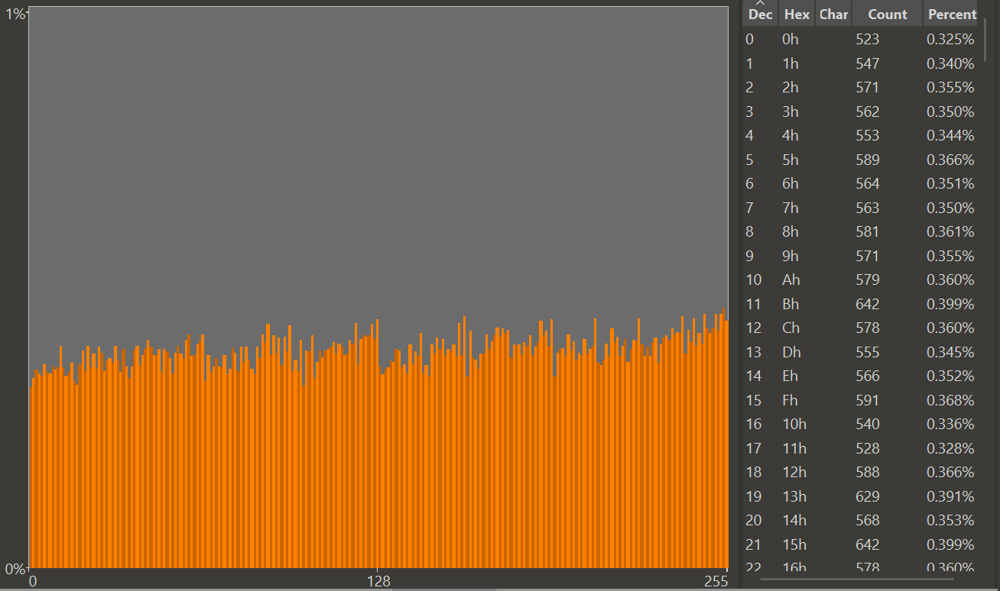 1%
0%
0 128 255
Dec Hex Char Count Percent
0 0h 523 0.325%
1 1h 547 0.340%
2 2h 571 0.355%
3 3h 562 0.350%
4 4h 553 0.344%
5 5h 589 0.366%
6 6h 564 0.351%
7 7h 563 0.350%
8 8h 581 0.361%
9 9h 571 0.355%
10 Ah 579 0.360%
11 Bh 642 0.399%
12 Ch 578 0.360%
13 Dh 555 0.345%
14 Eh 566 0.352%
15 Fh 591 0.368%
16 10h 540 0.336%
17 11h 528 0.328%
18 12h 588 0.366%
19 13h 629 0.391%
20 14h 568 0.353%
21 15h 642 0.399%
22 16h 578 0.360%